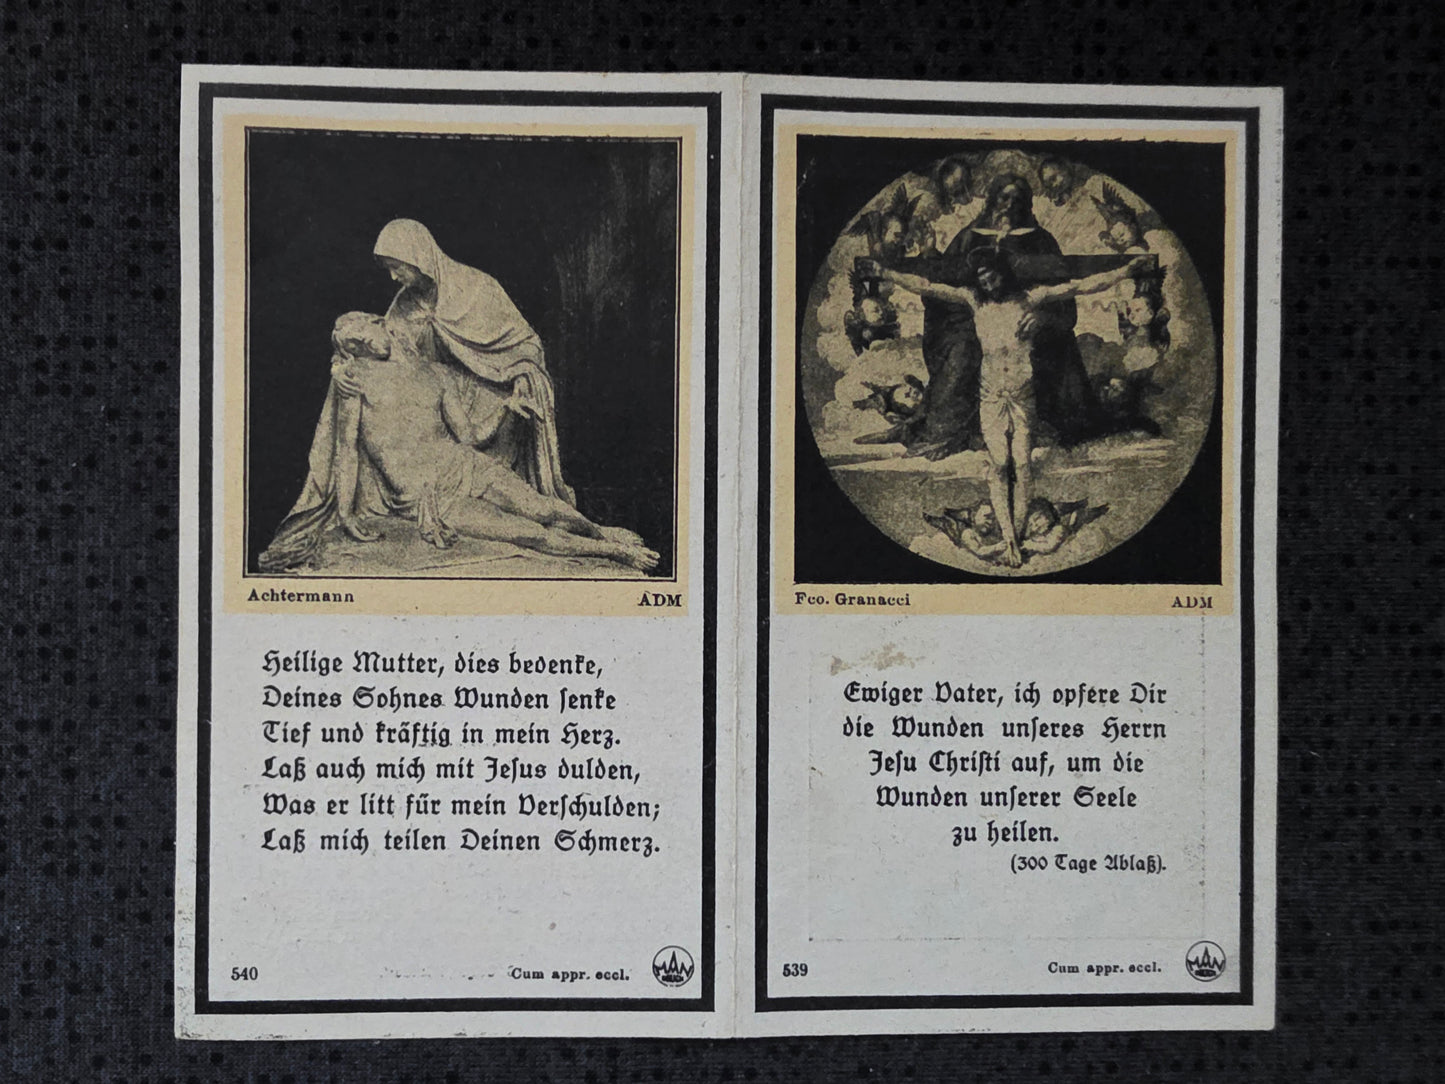 Achtermann
ADM
Heilige Mutter, dies bedenke,
Deines Sohnes Wunden senke
Tief und kräftig in mein Herz.
Laß auch mich mit Jesus dulden,
Was er litt für mein Verschulden;
Laß mich teilen Deinen Schmerz.
540
Cum appr. eccl.
MAN
Fco. Granacci
ADM
Ewiger Vater, ich opfere Dir
die Wunden unseres Herrn
Jesu Christi auf, um die
Wunden unserer Seele
zu heilen.
(300 Tage Ablaß).
539
Cum appr. eccl.
MAN